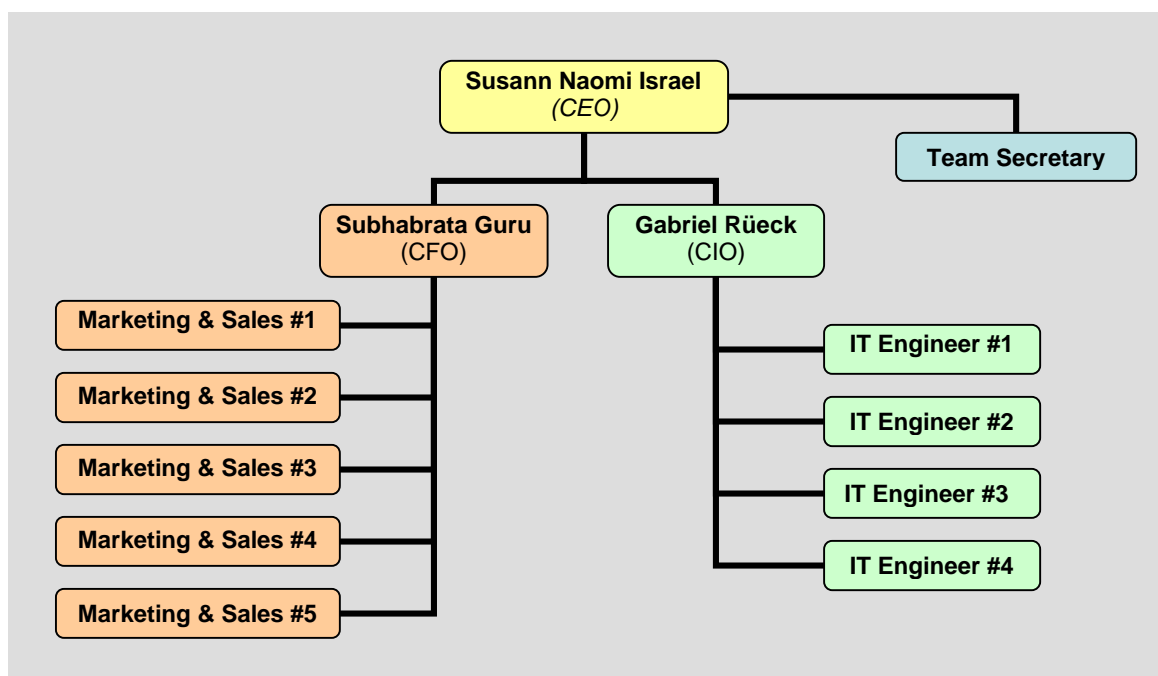 Susann Naomi Israel
(CEO)
Team Secretary
Subhabrata Guru
(CFO)
Gabriel Rüeck
(CIO)
Marketing & Sales #1
Marketing & Sales #2
Marketing & Sales #3
Marketing & Sales #4
Marketing & Sales #5
IT Engineer #1
IT Engineer #2
IT Engineer #3
IT Engineer #4